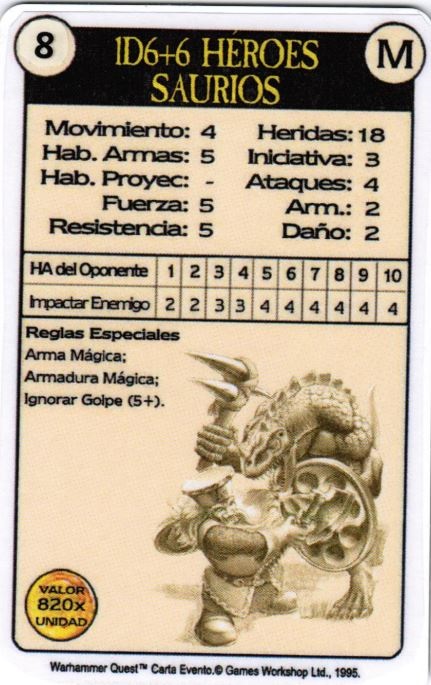 8
1D6+6 HÉROES
SAURIOS
M
Movimiento: 4 Heridas: 18
Hab. Armas: 5 Iniciativa: 3
Hab. Proyec: - Ataques: 4
Fuerza: 5 Arm.: 2
Resistencia: 5 Daño: 2
HA del Oponente 1 2 3 4 5 6 7 8 9 10
Impactar Enemigo 2 2 3 3 4 4 4 4 4 4
Reglas Especiales
Arma Mágica;
Armadura Mágica;
Ignorar Golpe (5+).
VALOR
820x
UNIDAD
Warhammer Quest™ Carta Evento.© Games Workshop Ltd., 1995.